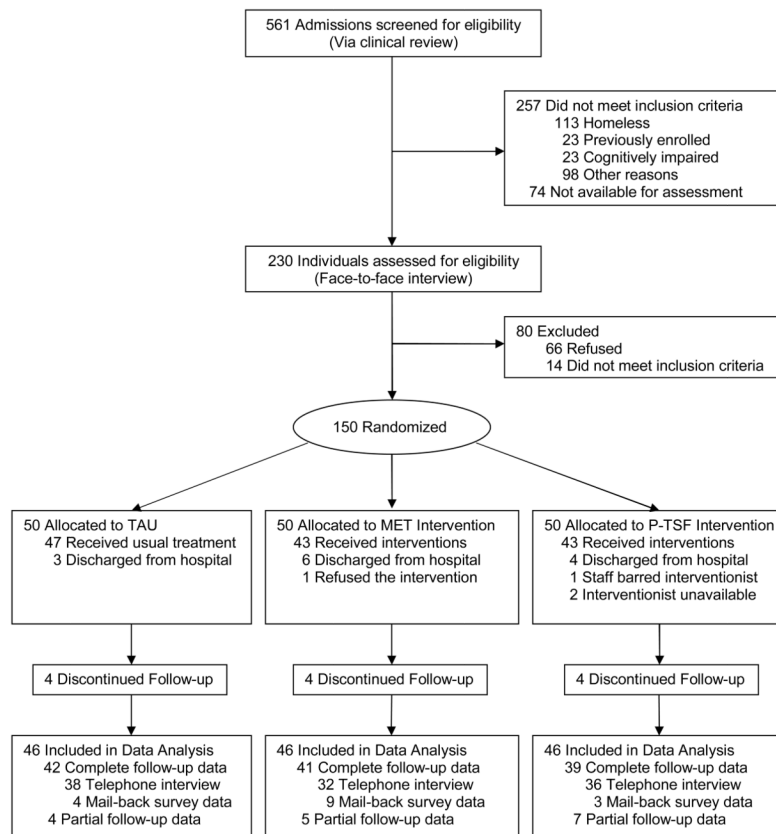 561 Admissions screened for eligibility
(Via clinical review)
257 Did not meet inclusion criteria
113 Homeless
23 Previously enrolled
23 Cognitively impaired
98 Other reasons
74 Not available for assessment
230 Individuals assessed for eligibility
(Face-to-face interview)
80 Excluded
66 Refused
14 Did not meet inclusion criteria
150 Randomized
50 Allocated to TAU
47 Received usual treatment
3 Discharged from hospital
50 Allocated to MET Intervention
43 Received interventions
6 Discharged from hospital
1 Refused the intervention
50 Allocated to P-TSF Intervention
43 Received interventions
4 Discharged from hospital
1 Staff barred interventionist
2 Interventionist unavailable
4 Discontinued Follow-up
4 Discontinued Follow-up
4 Discontinued Follow-up
46 Included in Data Analysis
42 Complete follow-up data
38 Telephone interview
4 Mail-back survey data
4 Partial follow-up data
46 Included in Data Analysis
41 Complete follow-up data
32 Telephone interview
9 Mail-back survey data
5 Partial follow-up data
46 Included in Data Analysis
39 Complete follow-up data
36 Telephone interview
3 Mail-back survey data
7 Partial follow-up data